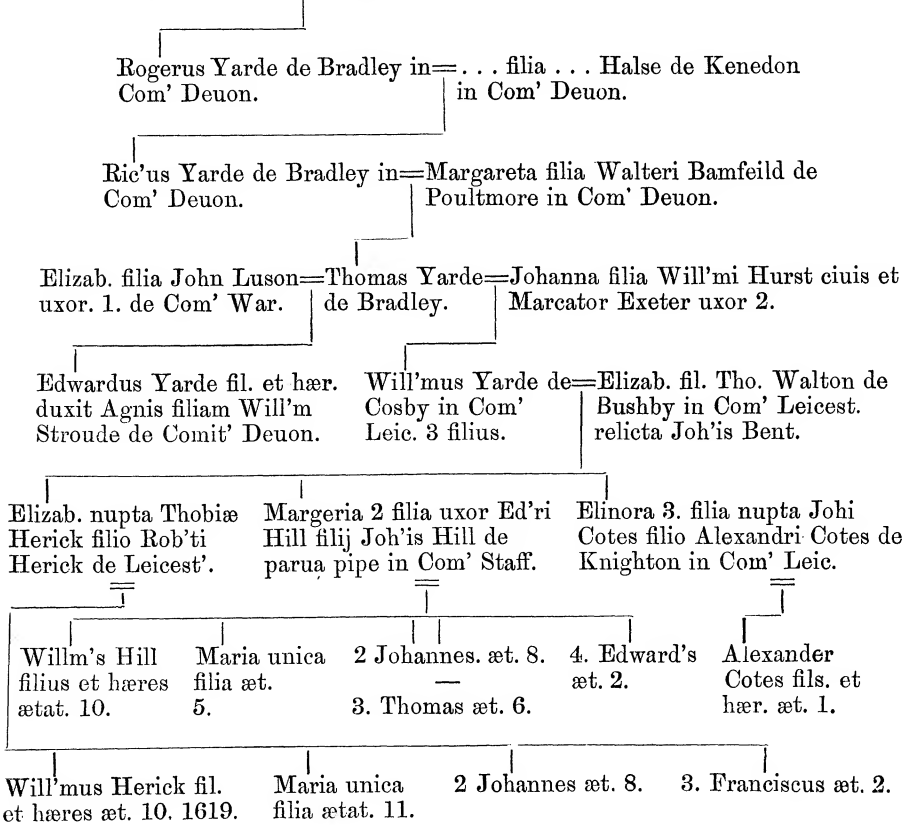 Rogerus Yarde de Bradley in=. . . filia . . . Halse de Kenedon
Com' Deuon. in Com' Deuon.
Ric'us Yarde de Bradley in=Margareta filia Walteri Bamfeild de
Com' Deuon. Poultmore in Com' Deuon.
Elizab. filia John Luson=Thomas Yarde=Johanna filia Will'mi Hurst ciuis et
uxor. 1. de Com' War. de Bradley. Marcator Exeter uxor 2.
Edwardus Yarde fil. et hær.
duxit Agnis filiam Will'm
Stroude de Comit' Deuon.
Will'mus Yarde de=Elizab. fil. Tho. Walton de
Cosby in Com' Bushby in Com' Leicest.
Leic. 3 filius. relicta Joh'is Bent.
Elizab. nupta Thobiæ
Herick filio Rob'ti
Herick de Leicest'.
Margeria 2 filia uxor Ed'ri
Hill filij Joh'is Hill de
parua pipe in Com' Staff.
Elinora 3. filia nupta Johi
Cotes filio Alexandri Cotes de
Knighton in Com' Leic.
Willm's Hill
filius et hæres
ætat. 10.
Maria unica
filia æt.
5.
2 Johannes. æt. 8.
—
3. Thomas æt. 6.
4. Edward's
æt. 2.
Alexander
Cotes fils. et
hær. æt. 1.
Will'mus Herick fil.
et hæres æt. 10. 1619.
Maria unica
filia ætat. 11.
2 Johannes æt. 8.
3. Franciscus æt. 2.